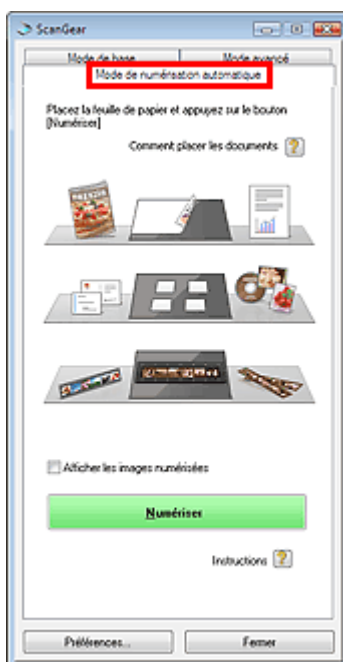 ScanGear
Mode de base
Mode avancé
Mode de numérisation automatique
Placez la feuille de papier et appuyez sur le bouton
[Numériser]
Comment placer les documents
Afficher les images numérisées
Numériser
Instructions
Préférences...
Fermer